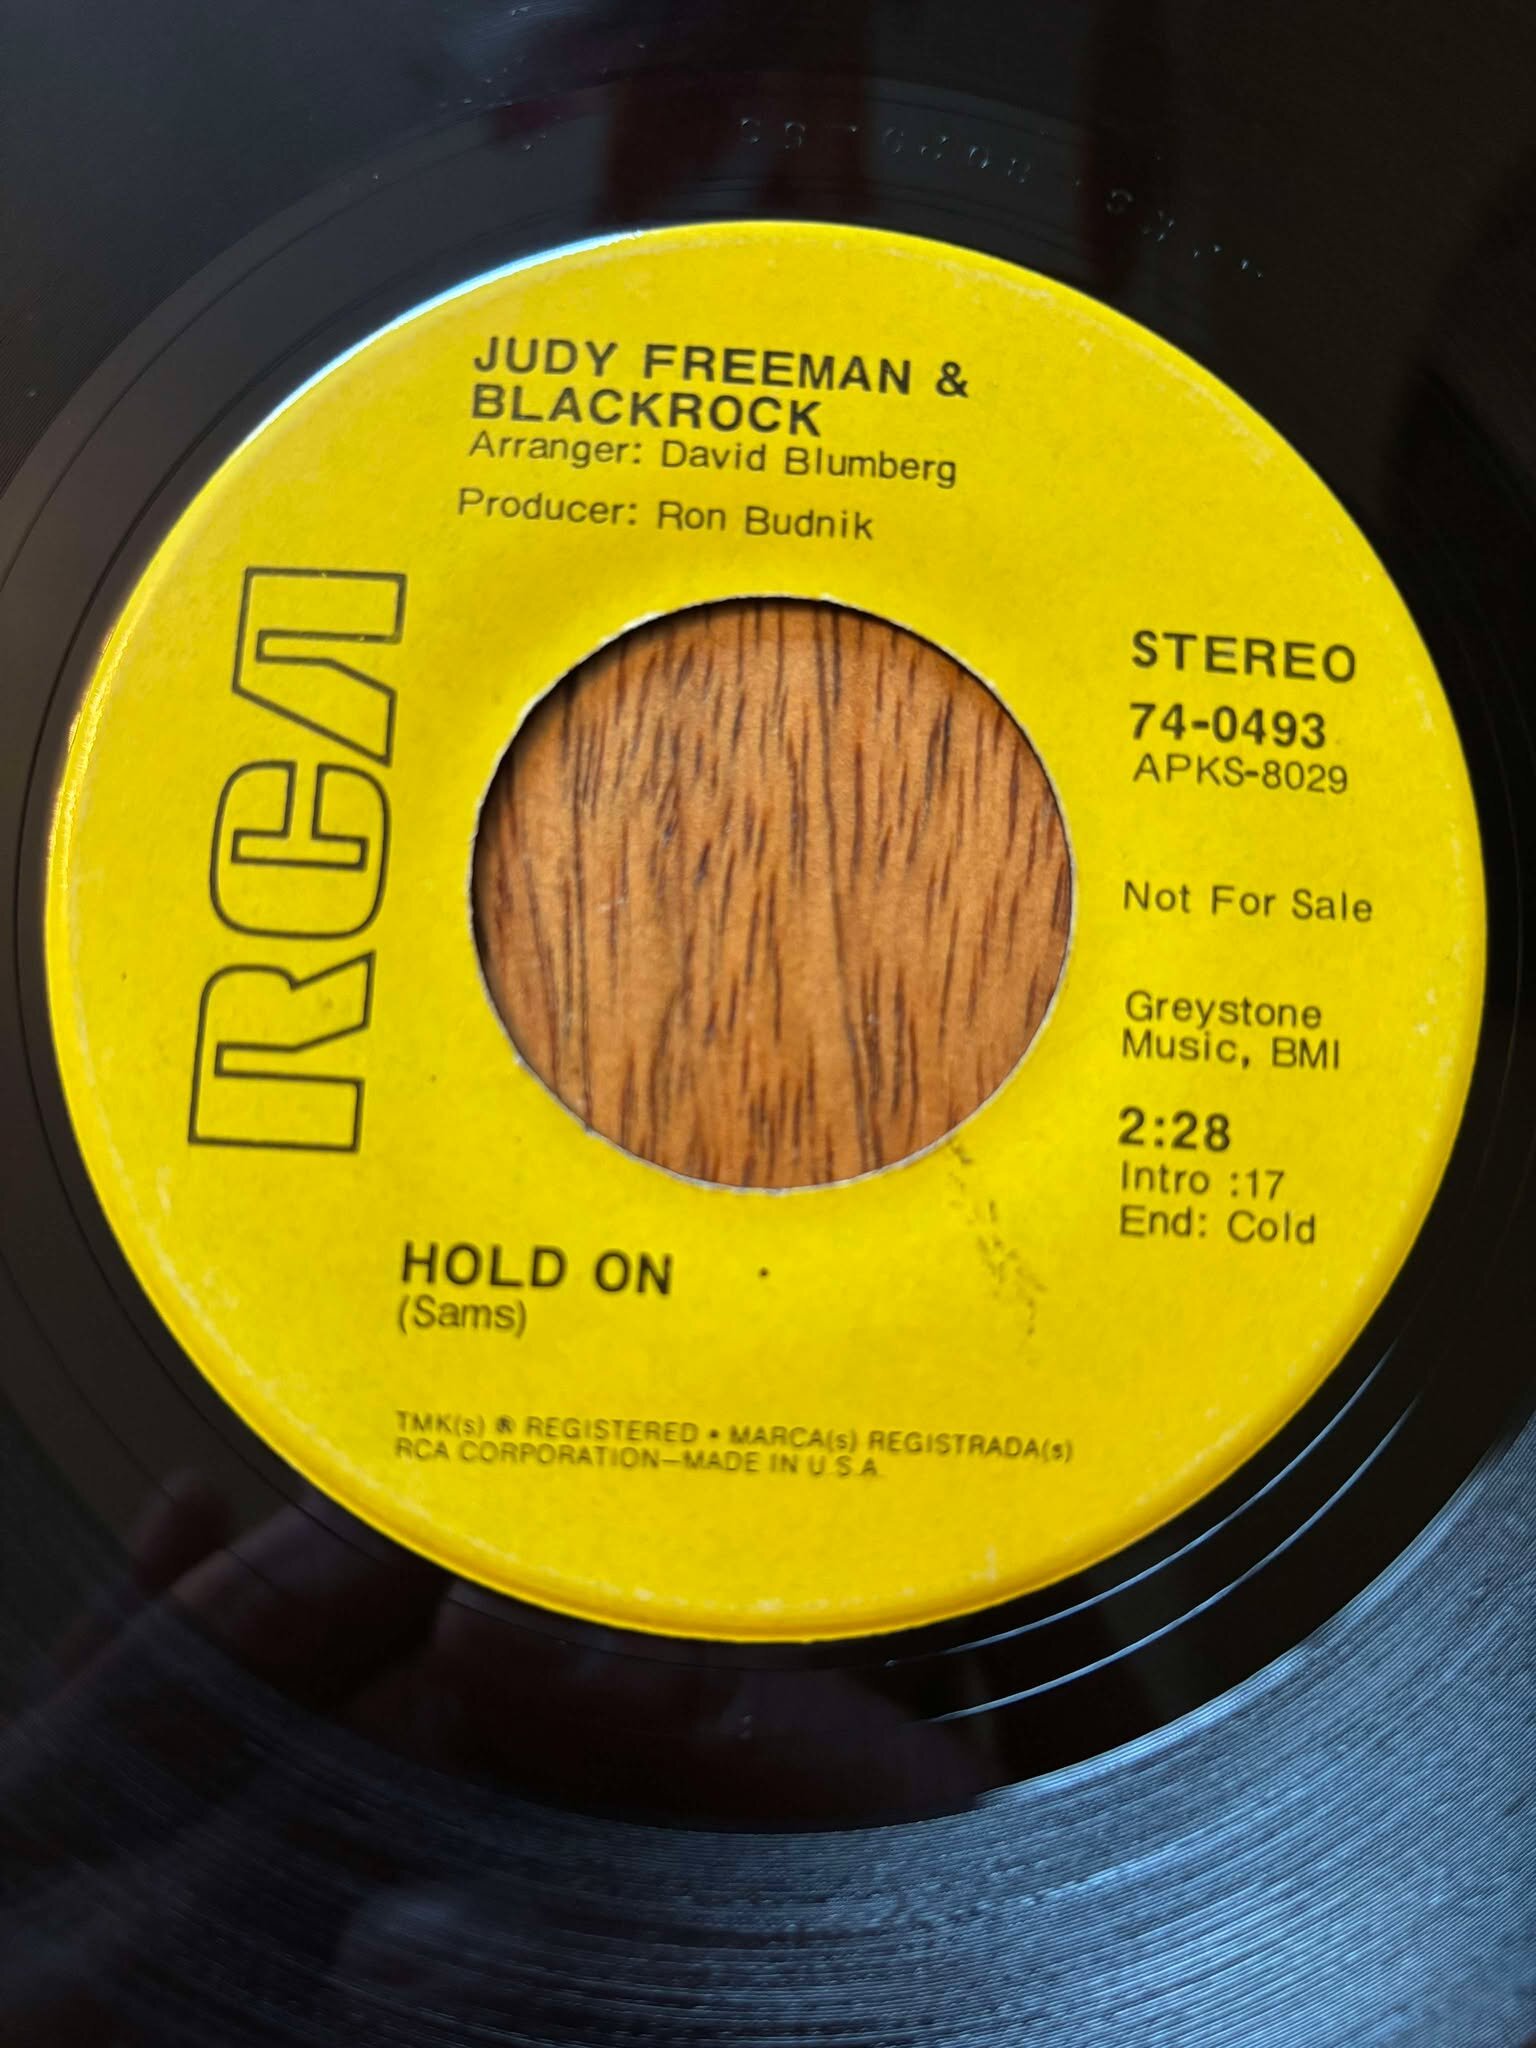 JUDY FREEMAN &
BLACKROCK
Arranger: David Blumberg
Producer: Ron Budnik
RCA
STEREO
74-0493
APKS-8029
Not For Sale
Greystone
Music, BMI
2:28
Intro :17
End: Cold
HOLD ON
(Sams)
TMK(s) ® REGISTERED • MARCA(s) REGISTRADA(s)
RCA CORPORATION—MADE IN U.S.A.